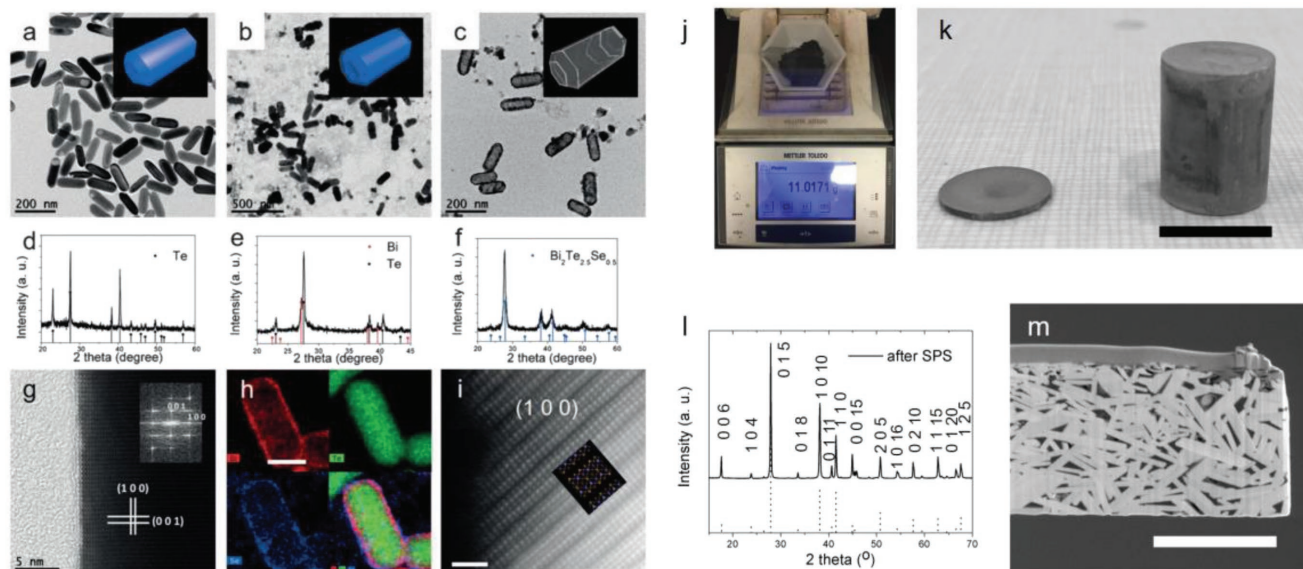 a
b
c
200 nm
500 nm
200 nm
d
Te
Intensity (a. u.)
20 30 40 50 60
2 theta (degree)
e
Bi
Te
Intensity (a. u.)
20 25 30 35 40 45
2 theta (degree)
f
Bi2Te2.5Se0.5
Intensity (a. u.)
20 30 40 50 60
2 theta (degree)
g
0 0 1
1 0 0
(1 0 0)
(0 0 1)
5 nm
h
i
(1 0 0)
j
METTLER TOLEDO
11.0171
k
l
after SPS
Intensity (a. u.)
0 0 6
1 0 4
0 1 5
0 1 8
1 0 10
0 1 11
1 1 0
0 0 15
2 0 5
1 0 16
0 2 10
1 1 15
0 1 20
1 2 5
20 30 40 50 60 70
2 theta (o)
m